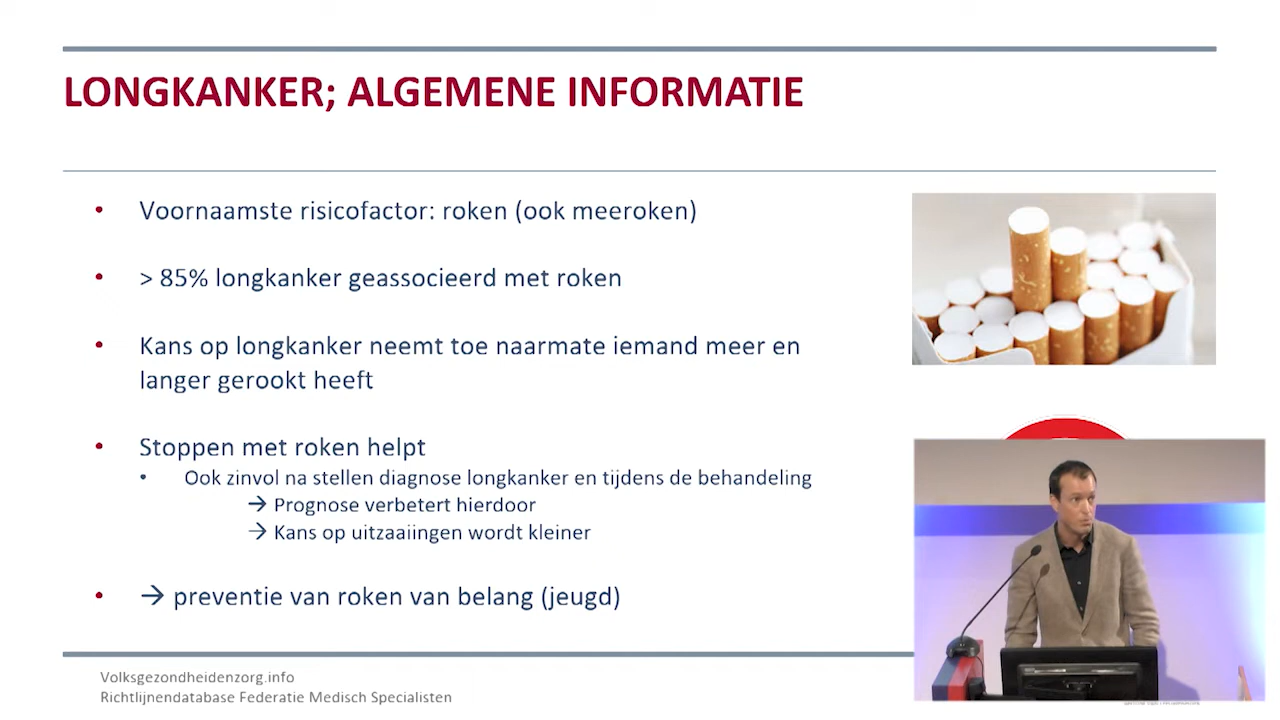 LONGKANKER; ALGEMENE INFORMATIE
• Voornaamste risicofactor: roken (ook meeroken)
• > 85% longkanker geassocieerd met roken
• Kans op longkanker neemt toe naarmate iemand meer en
langer gerookt heeft
• Stoppen met roken helpt
• Ook zinvol na stellen diagnose longkanker en tijdens de behandeling
→ Prognose verbetert hierdoor
→ Kans op uitzaaiingen wordt kleiner
• → preventie van roken van belang (jeugd)
Volksgezondheidenzorg.info
Richtlijnendatabase Federatie Medisch Specialisten